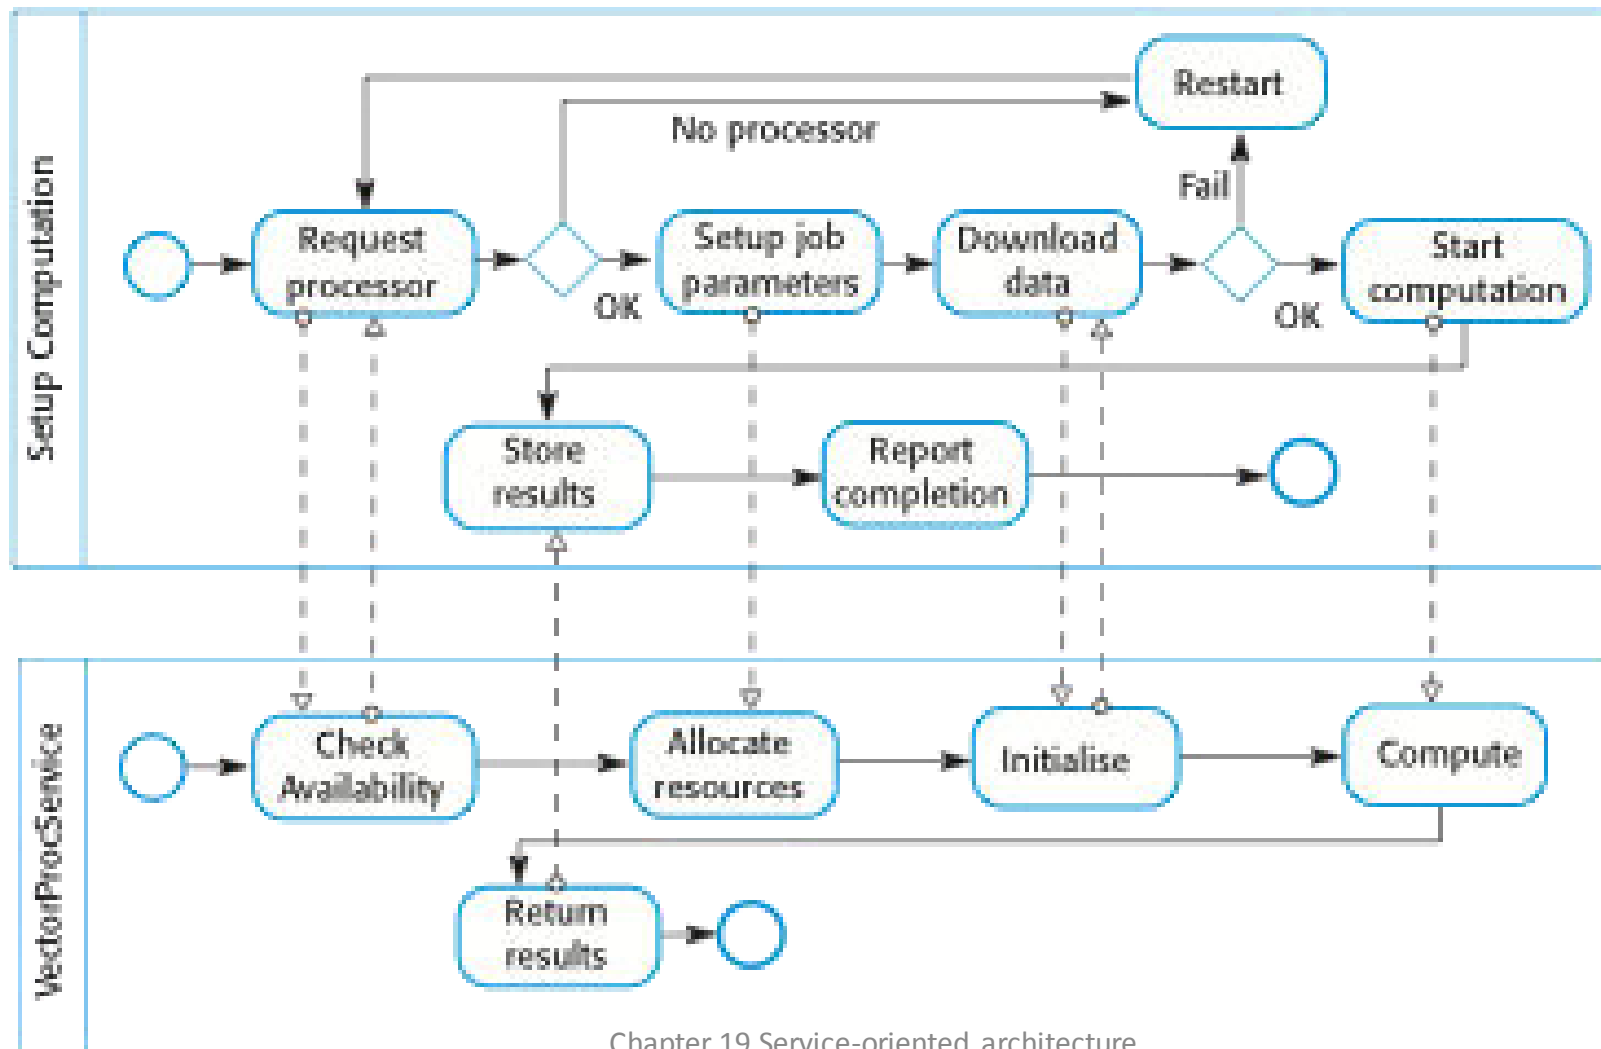 Setup Computation
Restart
No processor
Fail
Request
processor
OK
Setup job
parameters
Download
data
OK
Start
computation
Store
results
Report
completion
VectorProcService
Check
Availability
Allocate
resources
Initialise
Compute
Return
results
Chapter 19 Service-oriented architecture